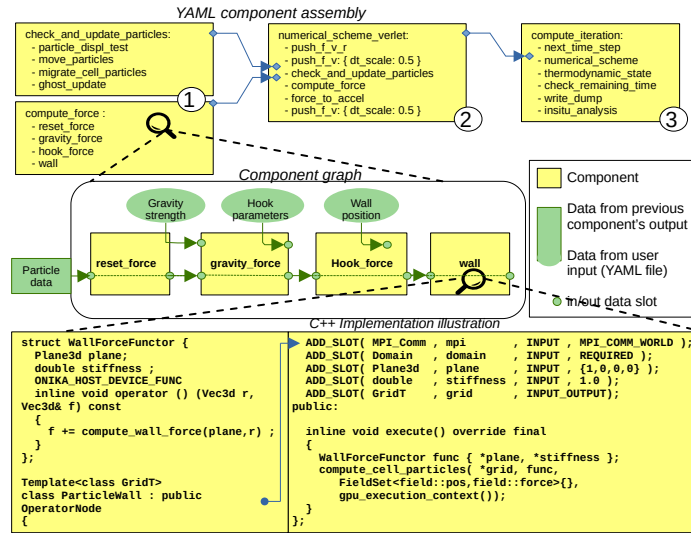 YAML component assembly
check_and_update_particles:
- particle_displ_test
- move_particles
- migrate_cell_particles
- ghost_update
1
compute_force :
- reset_force
- gravity_force
- hook_force
- wall
numerical_scheme_verlet:
- push_f_v_r
- push_f_v: { dt_scale: 0.5 }
- check_and_update_particles
- compute_force
- force_to_accel
- push_f_v: { dt_scale: 0.5 }
2
compute_iteration:
- next_time_step
- numerical_scheme
- thermodynamic_state
- check_remaining_time
- write_dump
- insitu_analysis
3
Component graph
Gravity
strength
Hook
parameters
Wall
position
Particle
data
reset_force
gravity_force
Hook_force
wall
Component
Data from previous
component's output
Data from user
input (YAML file)
in/out data slot
C++ Implementation illustration
struct WallForceFunctor {
Plane3d plane;
double stiffness ;
ONIKA_HOST_DEVICE_FUNC
inline void operator () (Vec3d r,
Vec3d& f) const
{
f += compute_wall_force(plane,r) ;
}
};
Template<class GridT>
class ParticleWall : public
OperatorNode
{
ADD_SLOT( MPI_Comm , mpi , INPUT , MPI_COMM_WORLD );
ADD_SLOT( Domain , domain , INPUT , REQUIRED );
ADD_SLOT( Plane3d , plane , INPUT , {1,0,0,0} );
ADD_SLOT( double , stiffness , INPUT , 1.0 );
ADD_SLOT( GridT , grid , INPUT_OUTPUT);
public:
inline void execute() override final
{
WallForceFunctor func { *plane, *stiffness };
compute_cell_particles( *grid, func,
FieldSet<field::pos,field::force>{},
gpu_execution_context());
}
};